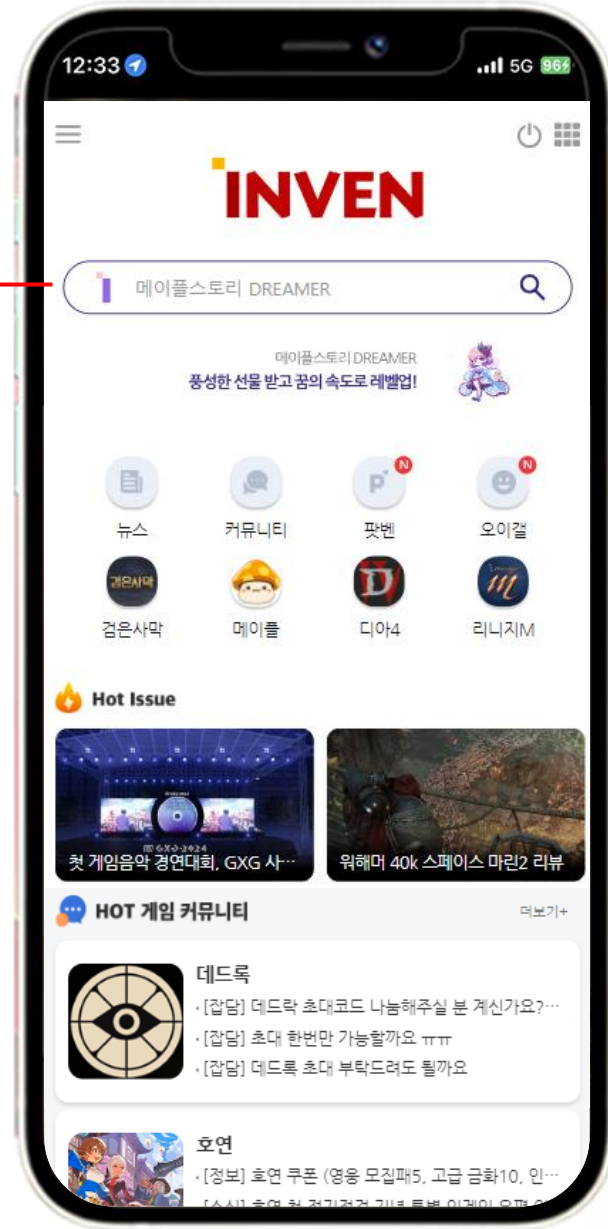 12:33
5G 96
INVEN
메이플스토리 DREAMER
메이플스토리 DREAMER
풍성한 선물 받고 꿈의 속도로 레벨업!
N
N
뉴스
커뮤니티
팟벤
오이갤
검은사막
검은사막
메이플
디아4
리니지M
Hot Issue
첫 게임음악 경연대회, GXG 사…
워해머 40k 스페이스 마린2 리뷰
HOT 게임 커뮤니티
더보기+
데드록
· [잡담] 데드락 초대코드 나눔해주실 분 계신가요?…
· [잡담] 초대 한번만 가능할까요 ㅠㅠ
· [잡담] 데드록 초대 부탁드려도 될까요
호연
· [정보] 호연 쿠폰 (영웅 모집패5, 고급 금화10, 인…